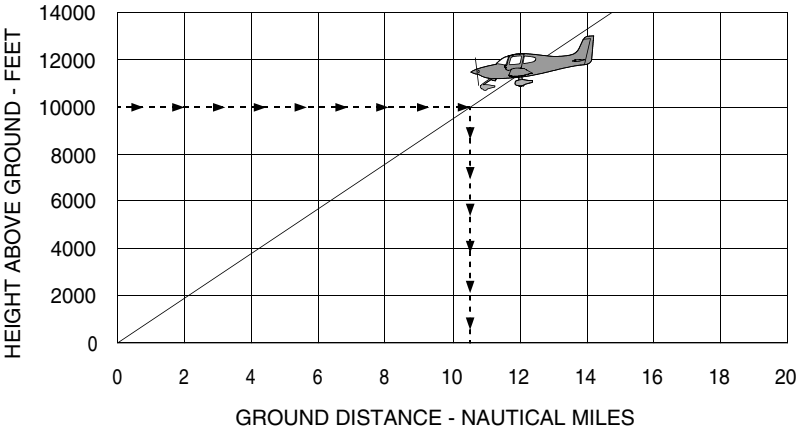 HEIGHT ABOVE GROUND - FEET
14000
12000
10000
8000
6000
4000
2000
0
0 2 4 6 8 10 12 14 16 18 20
GROUND DISTANCE - NAUTICAL MILES